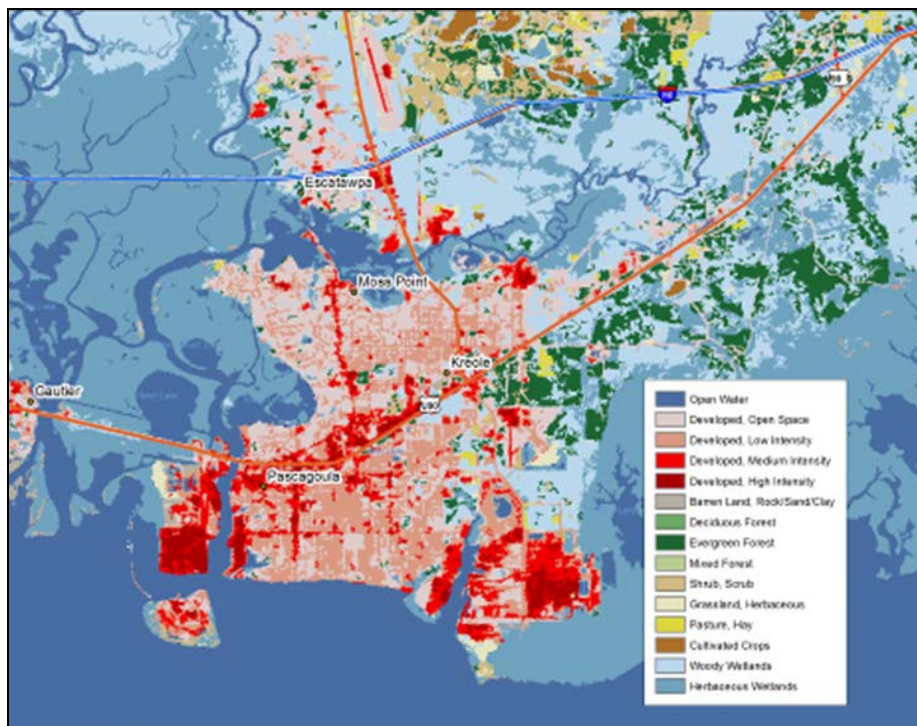 Escatawpa
Moss Point
Kreole
Gautier
Pascagoula
Open Water
Developed, Open Space
Developed, Low Intensity
Developed, Medium Intensity
Developed, High Intensity
Barren Land, Rock/Sand/Clay
Deciduous Forest
Evergreen Forest
Mixed Forest
Shrub, Scrub
Grassland, Herbaceous
Pasture, Hay
Cultivated Crops
Woody Wetlands
Herbaceous Wetlands